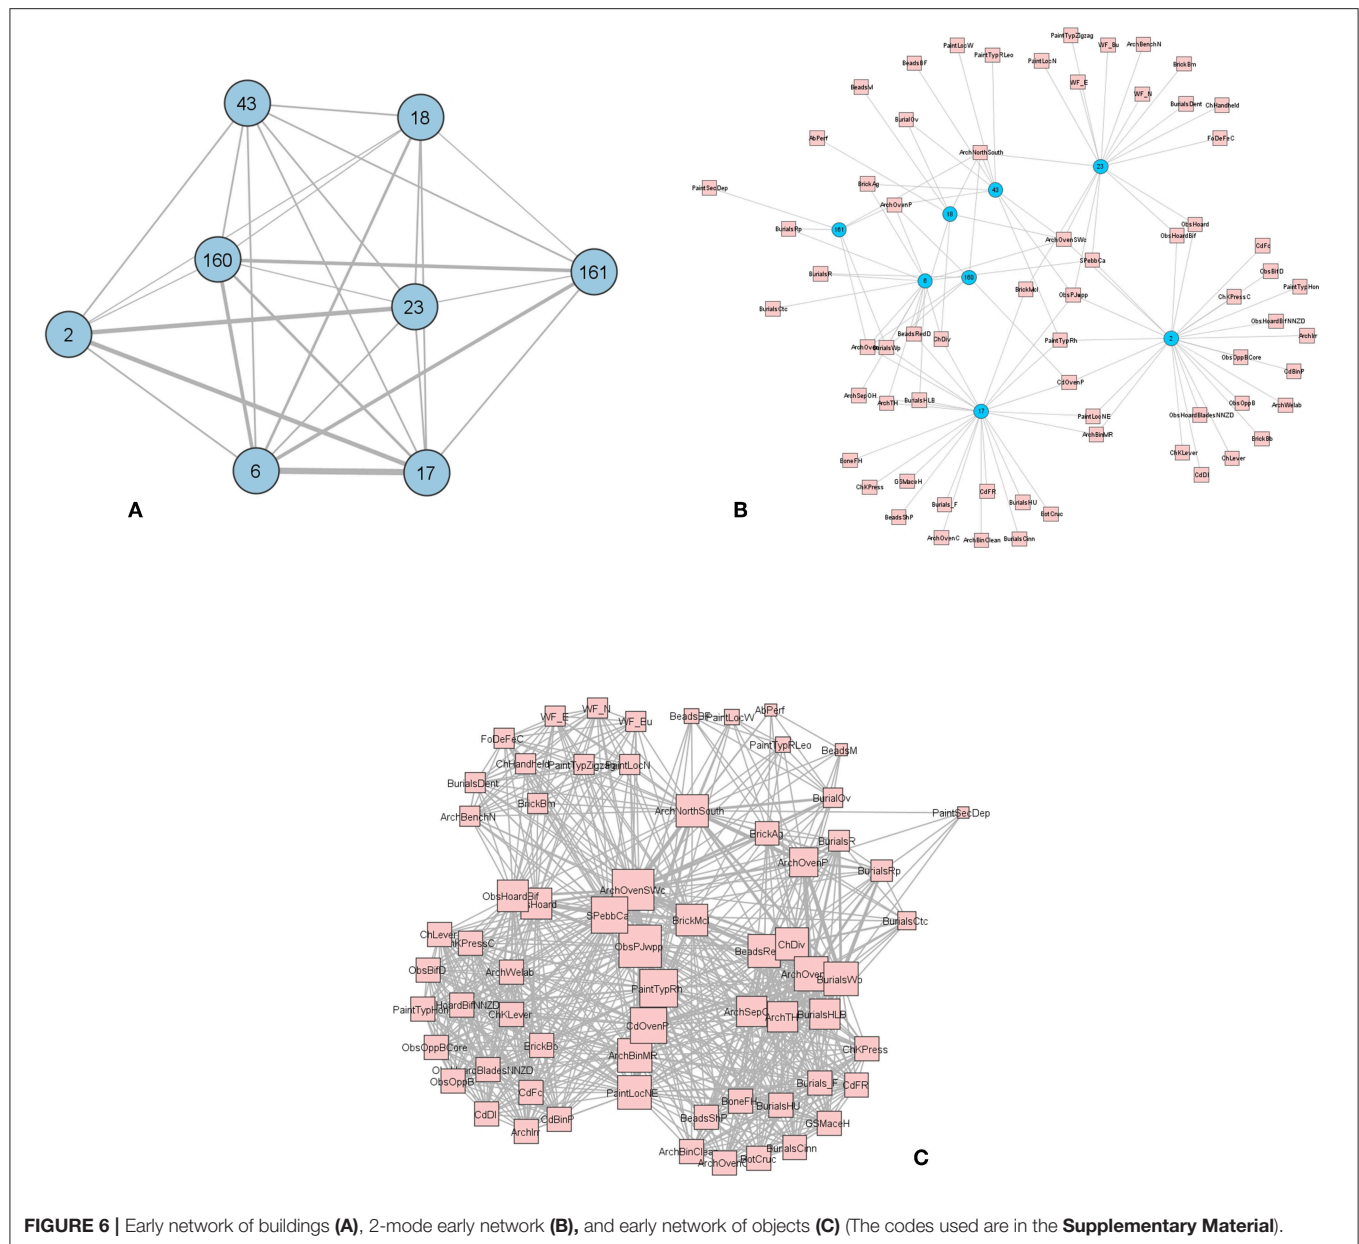 43
18
160
161
23
2
6
17
A
PaintTypZigzag
PaintLocW
WF_Bu
ArchBenchN
PaintTypRLeo
PaintLocN
BeadsBF
BrickBm
WF_E
BeadsM
WF_N
BurialsDent
ChHandheld
BurialOv
AbPerf
FoDeFeC
ArchNorthSouth
23
BrickAg
PaintSecDep
43
ArchOvenP
18
BurialsRp
161
ObsHoard
ObsHoardBif
ArchOvenSWc
CdFc
SPebbCa
BurialsR
6
160
ObsBifD
BrickMcl
ObsPJwpp
ChKPressC
PaintTypHon
BurialsCtc
ObsHoardBifNNZD
BeadsRedD
ChDiv
PaintTypRh
2
ArchIrr
BurialsWp
ObsOppBCore
CdBinP
CdOvenP
ArchSepOH
ArchTH
BurialsHLB
ObsOppB
ArchWelab
17
PaintLocNE
ObsHoardBladesNNZD
ArchBinMR
BrickBb
ChKLever
ChLever
BoneFH
CdDl
ChKPress
GSMaceH
CdFR
Burials_F
BurialsHU
BeadsShP
BotCruc
ArchOvenC
ArchBinClean
BurialsCinn
B
WF_E
WF_N
WF_Bu
PaintLocW
AbPerf
FoDeFeC
PaintTypRLeo
BeadsM
ChHandheld
PaintLocN
BurialsDent
BrickBm
ArchNorthSouth
BurialOv
ArchBenchN
PaintSecDep
BrickAg
BurialsR
ArchOvenP
BurialsRp
ArchOvenSWc
ObsHoardBif
SPebbCa
BrickMcl
BurialsCtc
ChLever
ChDiv
ObsPJwpp
ObsBifD
ArchWelab
BurialsWp
PaintTypRh
ChKLever
BurialsHLB
CdOvenP
ObsOppBCore
BrickBb
ArchBinMR
ChKPress
ObsOppB
CdFc
PaintLocNE
Burials_F
CdFR
BoneFH
BurialsHU
CdDl
CdBinP
BeadsShP
GSMaceH
ArchIrr
BurialsCinn
C
FIGURE 6 | Early network of buildings (A), 2-mode early network (B), and early network of objects (C) (The codes used are in the Supplementary Material).